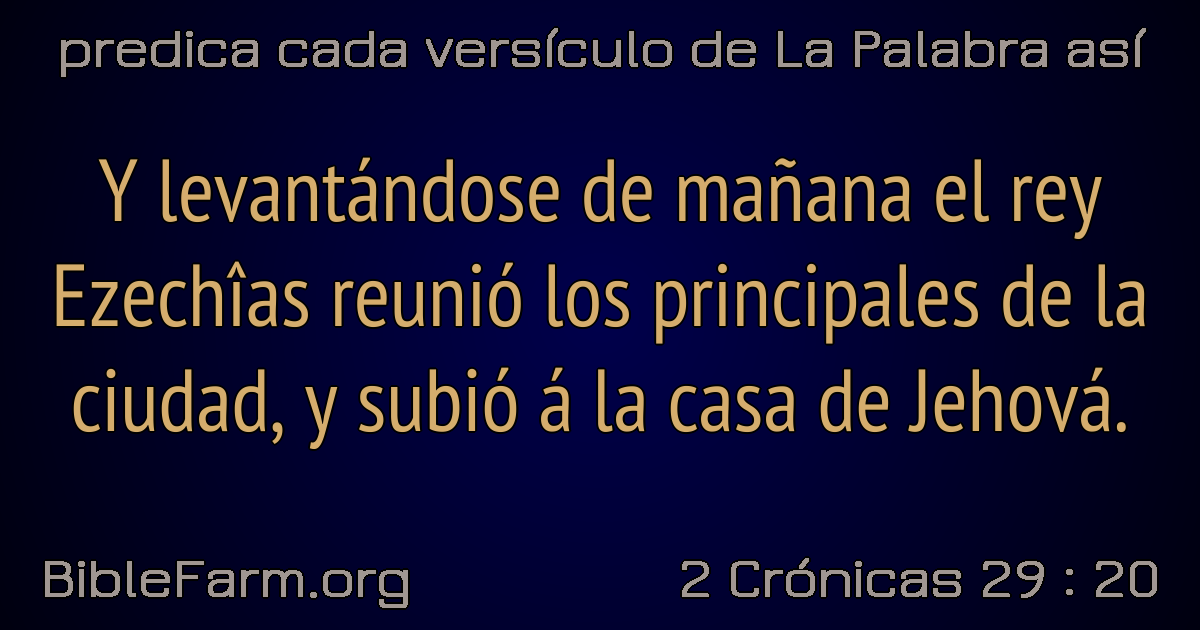 predica cada versículo de La Palabra así
Y levantándose de mañana el rey
Ezechîas reunió los principales de la
ciudad, y subió á la casa de Jehová.
BibleFarm.org
2 Crónicas 29 : 20